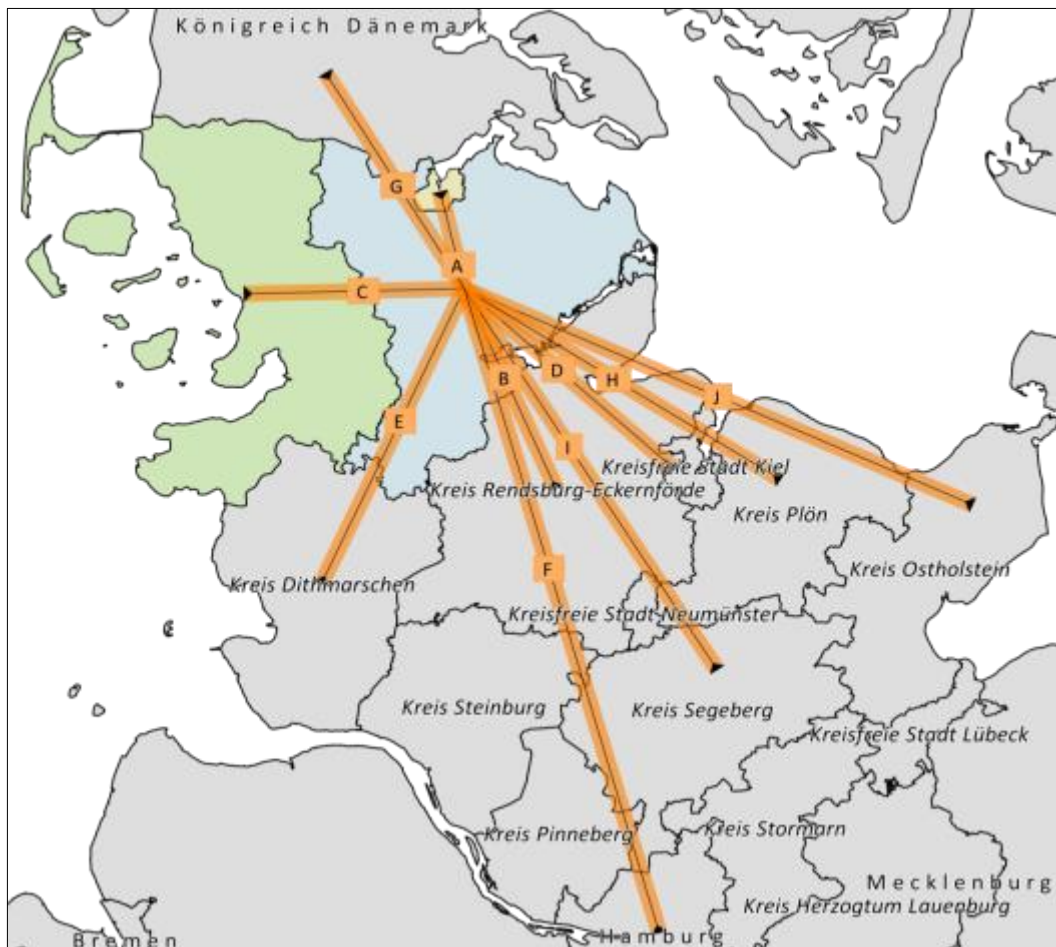 Königreich Dänemark
G
A
C
D
B
H
J
E
I
Kreisfreie Stadt Kiel
Kreis Rendsburg-Eckernförde
Kreis Plön
F
Kreis Ostholstein
Kreis Dithmarschen
Kreisfreie Stadt Neumünster
Kreis Steinburg
Kreis Segeberg
Kreisfreie Stadt Lübeck
Kreis Pinneberg
Kreis Stormarn
Mecklenburg
Kreis Herzogtum Lauenburg
Bremen
Hamburg